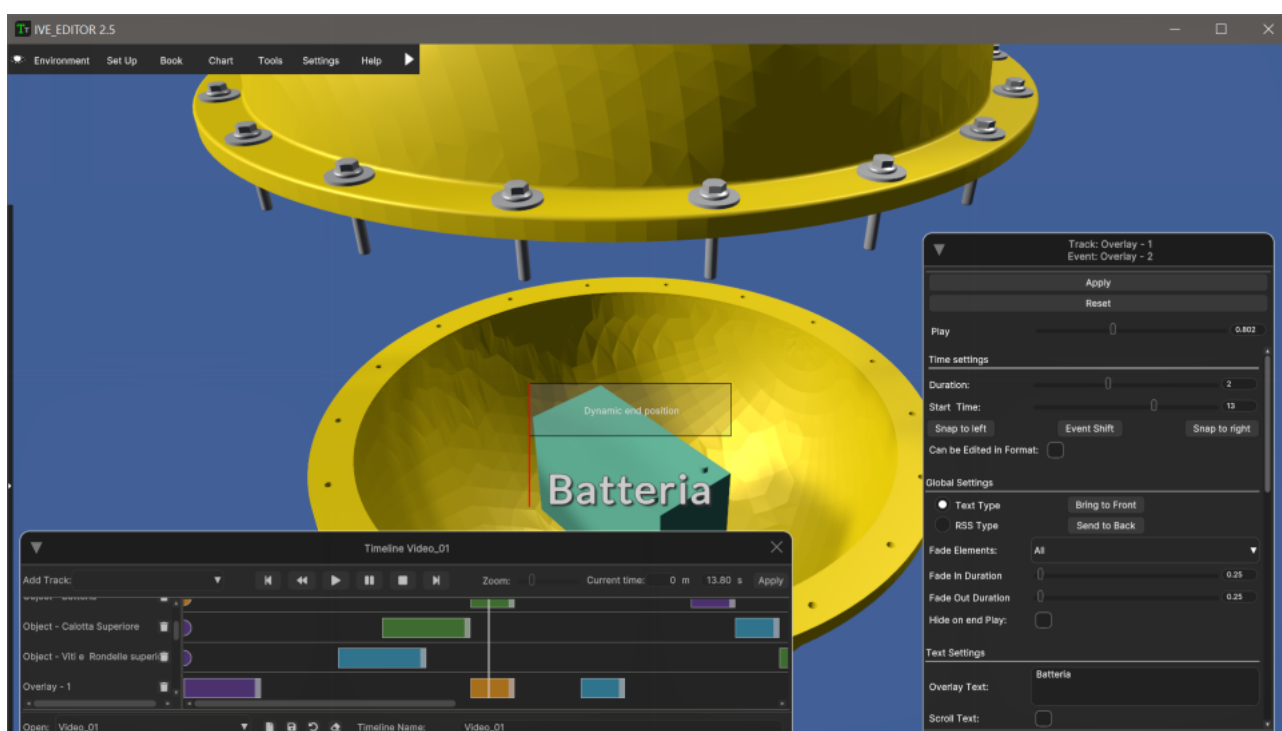 IVE_EDITOR 2.5
Environment Set Up Book Chart Tools Settings Help
Track: Overlay - 1
Event: Overlay - 2
Apply
Reset
Play 0.802
Time settings
Duration: 2
Start Time: 13
Snap to left Event Shift Snap to right
Can be Edited in Format:
Global Settings
Text Type Bring to Front
RSS Type Send to Back
Fade Elements: All
Fade In Duration 0.25
Fade Out Duration 0.25
Hide on end Play:
Text Settings
Overlay Text: Batteria
Scroll Text:
Dynamic end position
Batteria
Timeline Video_01
Add Track: Zoom: Current time: 0 m 13.80 s Apply
Object - Batteria
Object - Calotta Superiore
Object - Viti e Rondelle superi
Overlay - 1
Open: Video_01 Timeline Name: Video_01